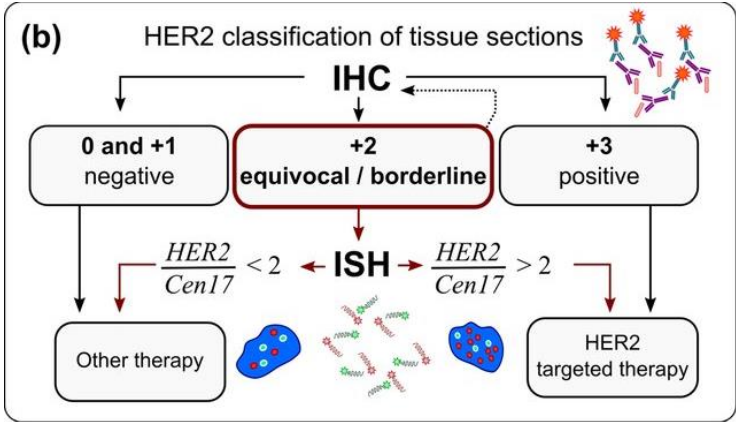 (b)
HER2 classification of tissue sections
IHC
0 and +1
negative
+2
equivocal / borderline
+3
positive
HER2
Cen17
< 2
ISH
HER2
Cen17
> 2
Other therapy
HER2
targeted therapy